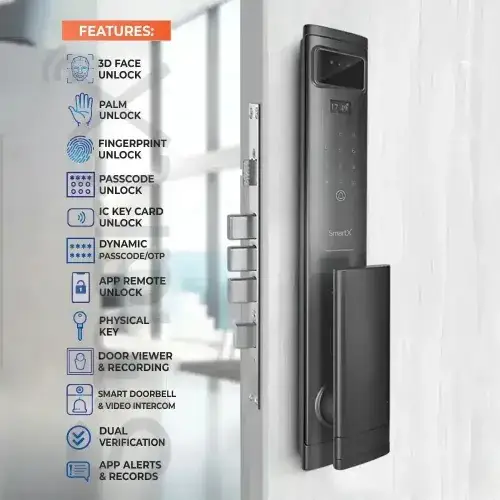 FEATURES:
3D FACE
UNLOCK
PALM
UNLOCK
FINGERPRINT
UNLOCK
PASSCODE
UNLOCK
IC KEY CARD
UNLOCK
DYNAMIC
PASSCODE/OTP
APP REMOTE
UNLOCK
PHYSICAL
KEY
DOOR VIEWER
& RECORDING
SMART DOORBELL
& VIDEO INTERCOM
DUAL
VERIFICATION
APP ALERTS
& RECORDS
SmartX